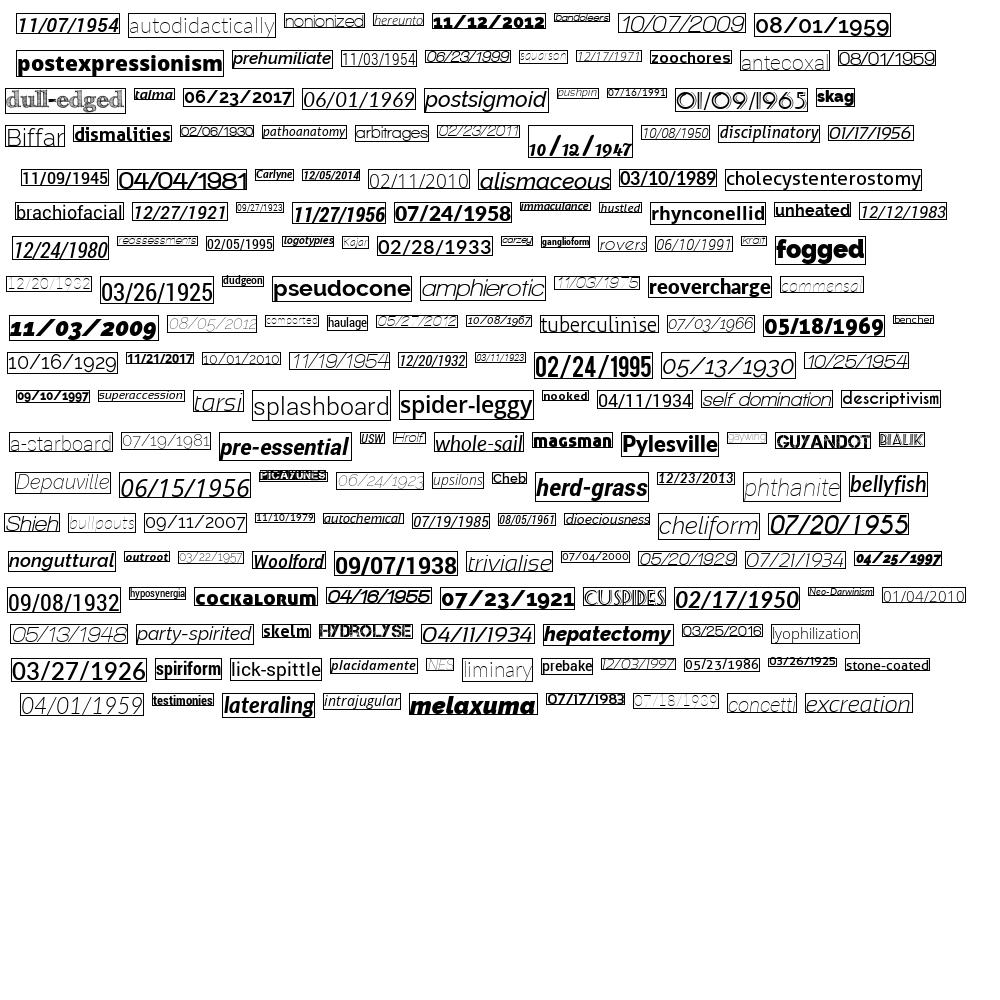 11/07/1954 autodidactically nonionized hereunto 11/12/2012 bandoleers 10/07/2009 08/01/1959
postexpressionism prehumiliate 11/03/1954 06/23/1999 squarson 12/17/1971 zoochores antecoxal 08/01/1959
dull-edged talma 06/23/2017 06/01/1969 postsigmoid pushpin 07/16/1991 01/09/1965 skag
Biffar dismalities 02/06/1930 pathoanatomy arbitrages 02/23/2011 10/12/1947 10/08/1950 disciplinatory 01/17/1956
11/09/1945 04/04/1981 Carlyne 12/05/2014 02/11/2010 alismaceous 03/10/1989 cholecystenterostomy
brachiofacial 12/27/1921 09/27/1923 11/27/1956 07/24/1958 immaculance hustled rhynconellid unheated 12/12/1983
12/24/1980 reossessments 02/05/1995 logotypies Kajar 02/28/1933 carzey ganglioform rovers 06/10/1991 krait fogged
12/20/1932 03/26/1925 dudgeon pseudocone amphierotic 11/03/1975 reovercharge commensal
11/03/2009 08/05/2012 comported haulage 05/27/2012 10/08/1967 tuberculinise 07/03/1966 05/18/1969 bencher
10/16/1929 11/21/2017 10/01/2010 11/19/1954 12/20/1932 03/11/1923 02/24/1995 05/13/1930 10/25/1954
09/10/1997 superaccession tarsi splashboard spider-leggy hooked 04/11/1934 self domination descriptivism
a-starboard 07/19/1981 pre-essential USW Hrolf whole-sail magsman Pylesville gaywing GUYANDOT BIALIK
Depauville 06/15/1956 PICAYUNES 06/24/1923 upsilons Cheb herd-grass 12/23/2013 phthanite bellyfish
Shieh bullpouts 09/11/2007 11/10/1979 autochemical 07/19/1985 08/05/1961 dioeciousness cheliform 07/20/1955
nonguttural outroot 03/22/1957 Woolford 09/07/1938 trivialise 07/04/2000 05/20/1929 07/21/1934 04/25/1997
09/08/1932 hyposynergia COCKALORUM 04/16/1955 07/23/1921 CUSPIDES 02/17/1950 Neo-Darwinism 01/04/2010
05/13/1948 party-spirited skelm HYDROLYSE 04/11/1934 hepatectomy 03/25/2016 lyophilization
03/27/1926 spiriform lick-spittle placidamente NES liminary prebake 12/03/1997 05/23/1986 03/26/1925 stone-coated
04/01/1959 testimonies lateraling intrajugular melaxuma 07/17/1983 07/18/1989 concetti excreation